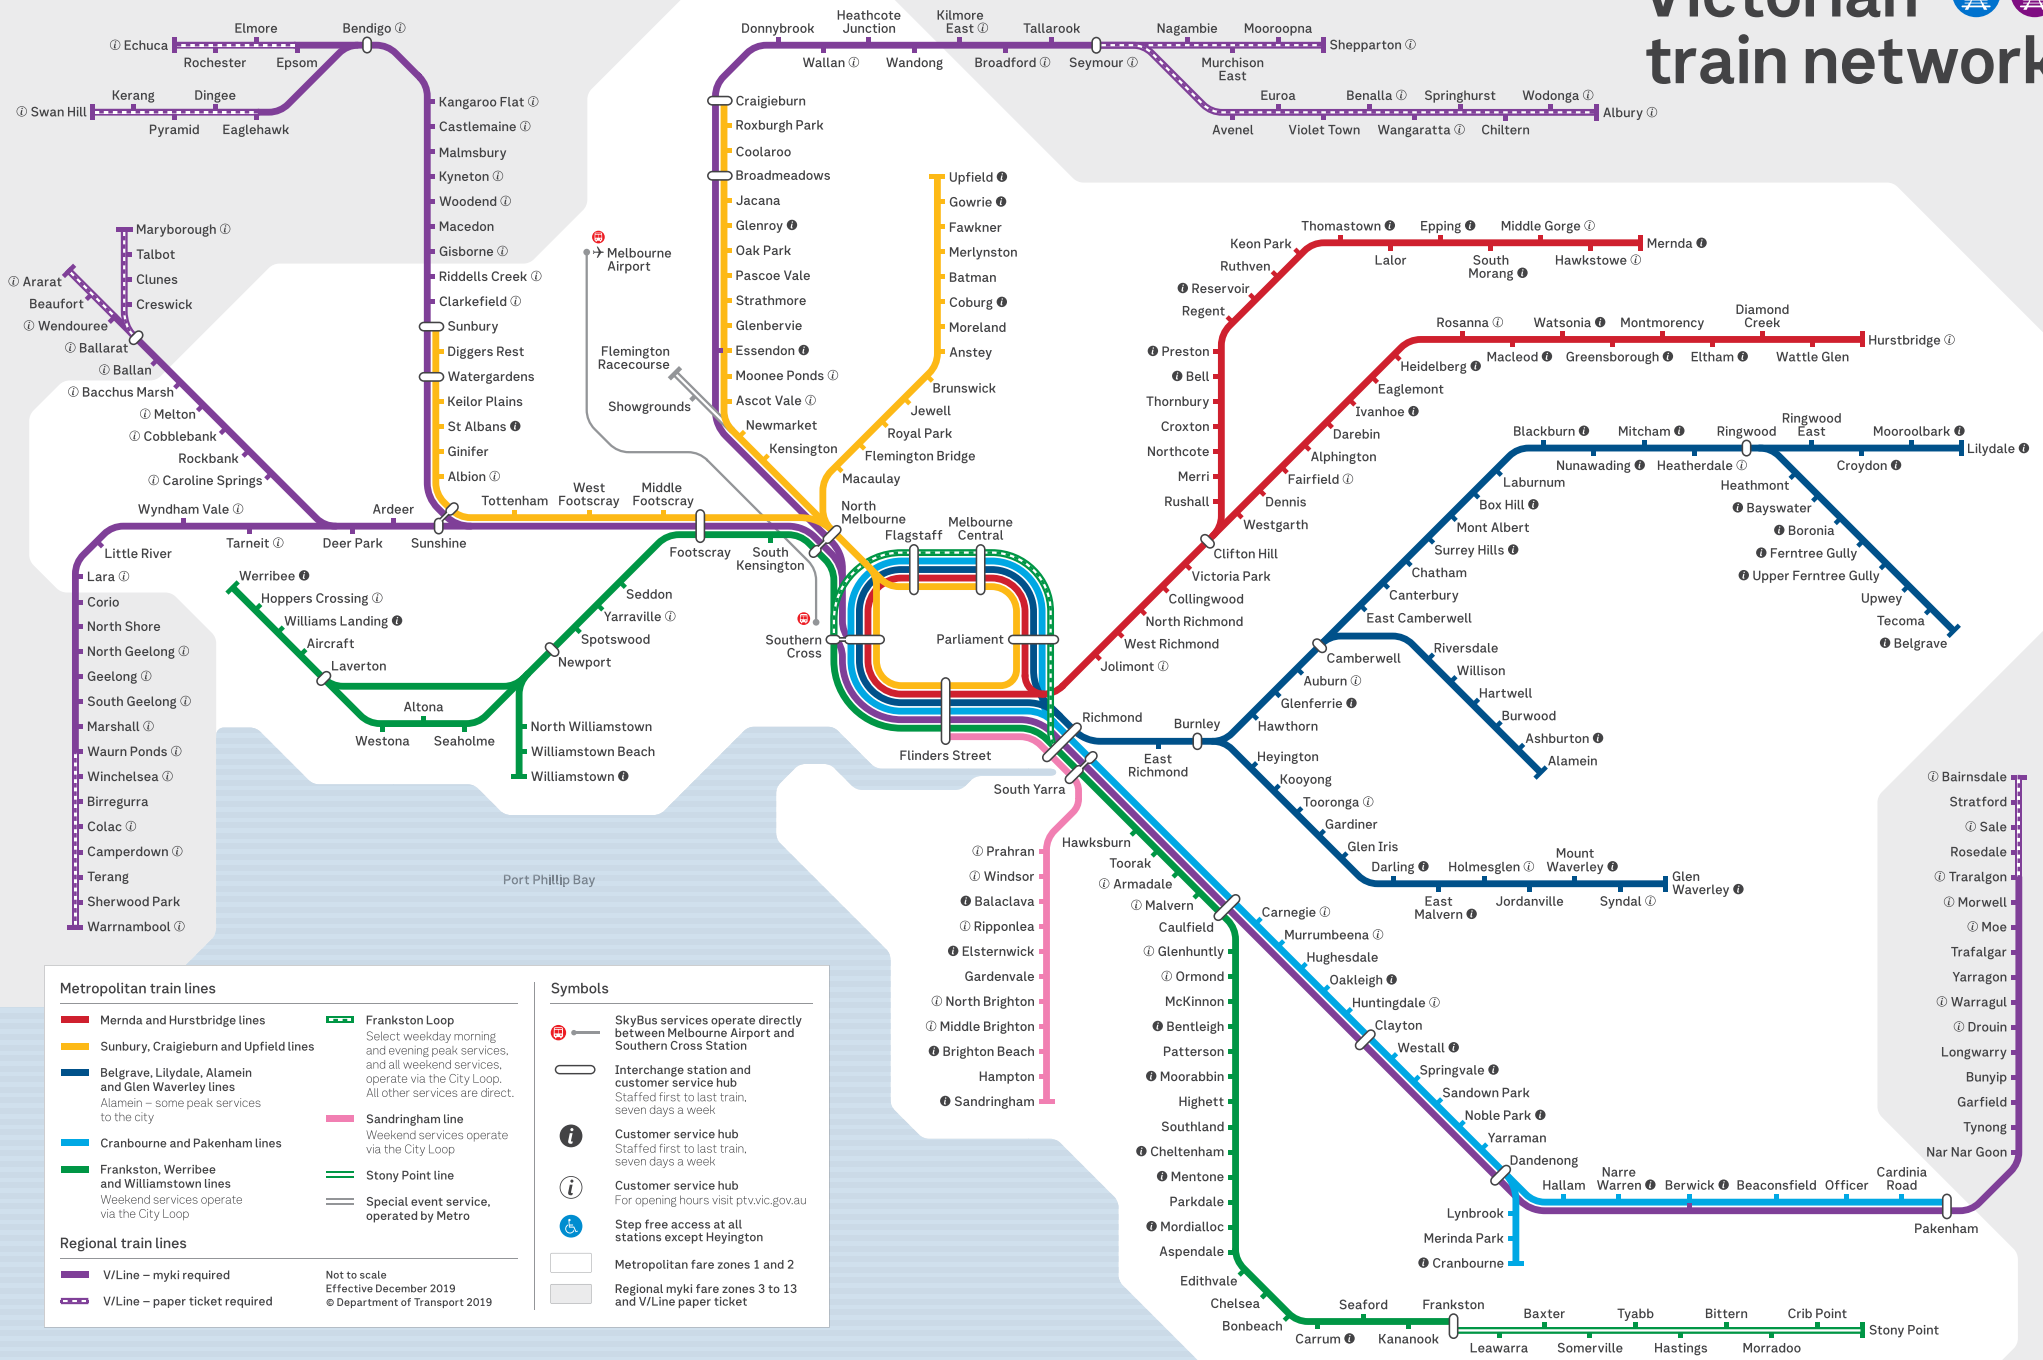 Victorian
train network
Echuca
Elmore
Rochester
Epsom
Bendigo
Swan Hill
Kerang
Pyramid
Dingee
Eaglehawk
Kangaroo Flat
Castlemaine
Malmsbury
Kyneton
Woodend
Macedon
Gisborne
Riddells Creek
Clarkefield
Sunbury
Diggers Rest
Watergardens
Keilor Plains
St Albans
Ginifer
Albion
Maryborough
Talbot
Clunes
Creswick
Ararat
Beaufort
Wendouree
Ballarat
Ballan
Bacchus Marsh
Melton
Cobblebank
Rockbank
Caroline Springs
Wyndham Vale
Tarneit
Deer Park
Ardeer
Sunshine
Tottenham
West
Footscray
Middle
Footscray
Footscray
South
Kensington
Little River
Lara
Corio
North Shore
North Geelong
Geelong
South Geelong
Marshall
Waurn Ponds
Winchelsea
Birregurra
Colac
Camperdown
Terang
Sherwood Park
Warrnambool
Werribee
Hoppers Crossing
Williams Landing
Aircraft
Laverton
Altona
Westona
Seaholme
Seddon
Yarraville
Spotswood
Newport
North Williamstown
Williamstown Beach
Williamstown
Donnybrook
Heathcote
Junction
Kilmore
East
Tallarook
Wallan
Wandong
Broadford
Seymour
Nagambie
Mooroopna
Shepparton
Murchison
East
Euroa
Benalla
Springhurst
Wodonga
Albury
Avenel
Violet Town
Wangaratta
Chiltern
Craigieburn
Roxburgh Park
Coolaroo
Broadmeadows
Jacana
Glenroy
Oak Park
Pascoe Vale
Strathmore
Glenbervie
Essendon
Moonee Ponds
Ascot Vale
Newmarket
Kensington
Melbourne
Airport
Flemington
Racecourse
Showgrounds
Upfield
Gowrie
Fawkner
Merlynston
Batman
Coburg
Moreland
Anstey
Brunswick
Jewell
Royal Park
Flemington Bridge
Macaulay
North
Melbourne
Flagstaff
Melbourne
Central
Southern
Cross
Parliament
Flinders Street
Richmond
South Yarra
Thomastown
Epping
Middle Gorge
Mernda
Keon Park
Lalor
South
Morang
Hawkstowe
Ruthven
Reservoir
Regent
Preston
Bell
Thornbury
Croxton
Northcote
Merri
Rushall
Rosanna
Watsonia
Montmorency
Diamond
Creek
Hurstbridge
Macleod
Greensborough
Eltham
Wattle Glen
Heidelberg
Eaglemont
Ivanhoe
Darebin
Alphington
Fairfield
Dennis
Westgarth
Clifton Hill
Victoria Park
Collingwood
North Richmond
West Richmond
Jolimont
Blackburn
Mitcham
Ringwood
Ringwood
East
Mooroolbark
Lilydale
Nunawading
Heatherdale
Croydon
Laburnum
Box Hill
Mont Albert
Surrey Hills
Chatham
Canterbury
East Camberwell
Heathmont
Bayswater
Boronia
Ferntree Gully
Upper Ferntree Gully
Upwey
Tecoma
Belgrave
Camberwell
Auburn
Glenferrie
Hawthorn
Riversdale
Willison
Hartwell
Burwood
Ashburton
Alamein
Burnley
East
Richmond
Heyington
Kooyong
Tooronga
Gardiner
Glen Iris
Darling
Holmesglen
Mount
Waverley
Glen
Waverley
East
Malvern
Jordanville
Syndal
Prahran
Windsor
Balaclava
Ripponlea
Elsternwick
Gardenvale
North Brighton
Middle Brighton
Brighton Beach
Hampton
Sandringham
Hawksburn
Toorak
Armadale
Malvern
Caulfield
Glenhuntly
Ormond
McKinnon
Bentleigh
Patterson
Moorabbin
Highett
Southland
Cheltenham
Mentone
Parkdale
Mordialloc
Aspendale
Edithvale
Chelsea
Bonbeach
Carrum
Seaford
Kananook
Frankston
Baxter
Tyabb
Bittern
Crib Point
Stony Point
Leawarra
Somerville
Hastings
Morradoo
Carnegie
Murrumbeena
Hughesdale
Oakleigh
Huntingdale
Clayton
Westall
Springvale
Sandown Park
Noble Park
Yarraman
Dandenong
Hallam
Narre
Warren
Berwick
Beaconsfield
Officer
Cardinia
Road
Pakenham
Lynbrook
Merinda Park
Cranbourne
Bairnsdale
Stratford
Sale
Rosedale
Traralgon
Morwell
Moe
Trafalgar
Yarragon
Warragul
Drouin
Longwarry
Bunyip
Garfield
Tynong
Nar Nar Goon
Port Phillip Bay
Metropolitan train lines
Mernda and Hurstbridge lines
Sunbury, Craigieburn and Upfield lines
Belgrave, Lilydale, Alamein
and Glen Waverley lines
Alamein – some peak services
to the city
Cranbourne and Pakenham lines
Frankston, Werribee
and Williamstown lines
Weekend services operate
via the City Loop
Frankston Loop
Select weekday morning
and evening peak services,
and all weekend services,
operate via the City Loop.
All other services are direct.
Sandringham line
Weekend services operate
via the City Loop
Stony Point line
Special event service,
operated by Metro
Regional train lines
V/Line – myki required
V/Line – paper ticket required
Not to scale
Effective December 2019
© Department of Transport 2019
Symbols
SkyBus services operate directly
between Melbourne Airport and
Southern Cross Station
Interchange station and
customer service hub
Staffed first to last train,
seven days a week
Customer service hub
Staffed first to last train,
seven days a week
Customer service hub
For opening hours visit ptv.vic.gov.au
Step free access at all
stations except Heyington
Metropolitan fare zones 1 and 2
Regional myki fare zones 3 to 13
and V/Line paper ticket